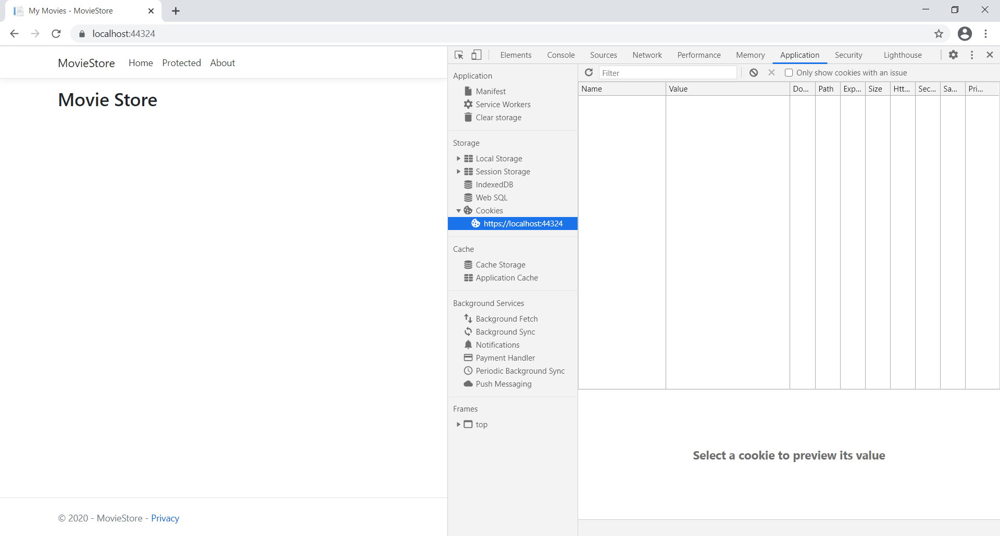 My Movies - MovieStore
localhost:44324
MovieStore Home Protected About
Movie Store
© 2020 - MovieStore - Privacy
Elements Console Sources Network Performance Memory Application Security Lighthouse
Application
Manifest
Service Workers
Clear storage
Storage
Local Storage
Session Storage
IndexedDB
Web SQL
Cookies
https://localhost:44324
Cache
Cache Storage
Application Cache
Background Services
Background Fetch
Background Sync
Notifications
Payment Handler
Periodic Background Sync
Push Messaging
Frames
top
Filter Only show cookies with an issue
Name Value Do... Path Exp... Size Htt... Sec... Sa... Pri...
Select a cookie to preview its value